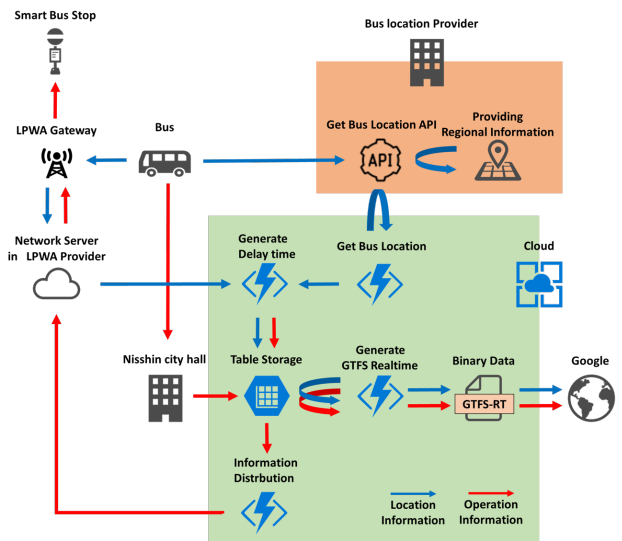 Smart Bus Stop
Bus location Provider
LPWA Gateway
Bus
Get Bus Location API
Providing
Regional Information
API
Network Server
in LPWA Provider
Generate
Delay time
Get Bus Location
Cloud
Nisshin city hall
Table Storage
Generate
GTFS Realtime
Binary Data
Google
GTFS-RT
Information
Distrbution
Location
Information
Operation
Information